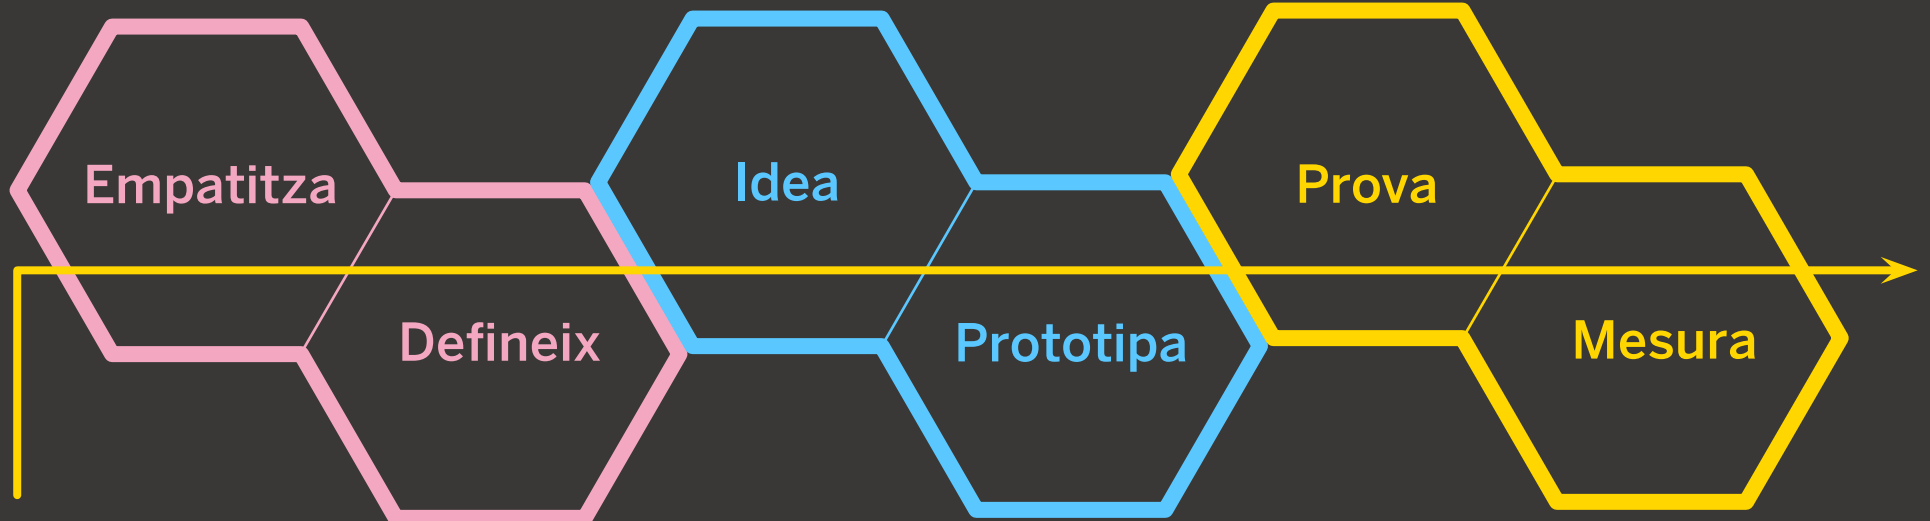 Empatitza
Defineix
Idea
Prototipa
Prova
Mesura